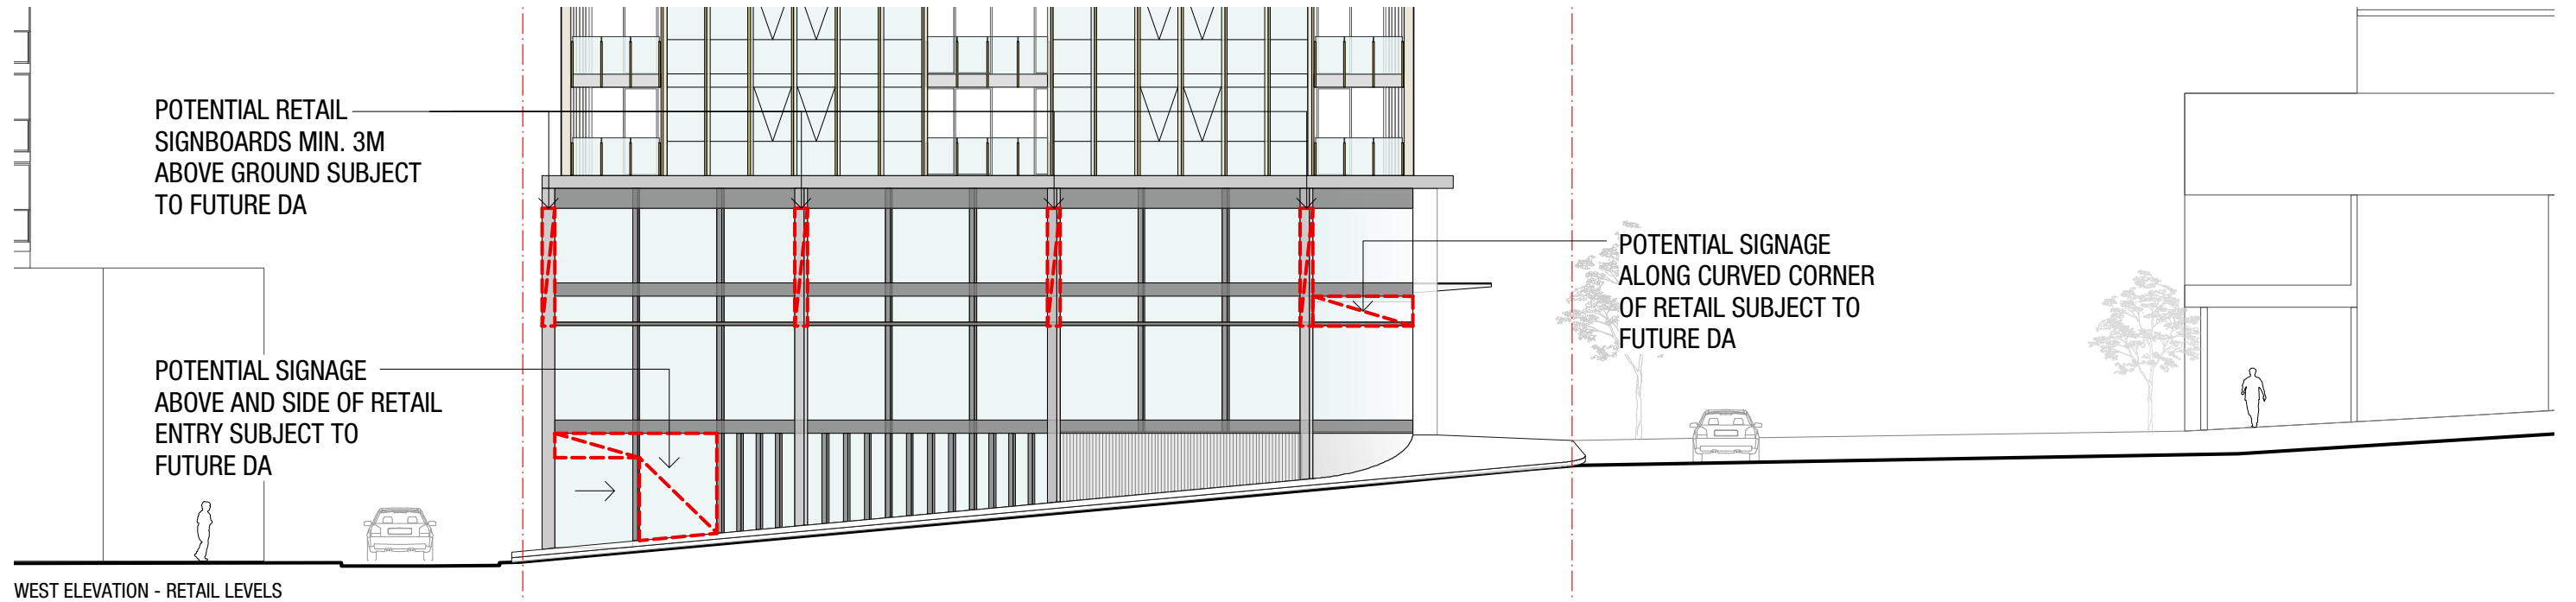 POTENTIAL RETAIL
SIGNBOARDS MIN. 3M
ABOVE GROUND SUBJECT
TO FUTURE DA
POTENTIAL SIGNAGE
ALONG CURVED CORNER
OF RETAIL SUBJECT TO
FUTURE DA
POTENTIAL SIGNAGE
ABOVE AND SIDE OF RETAIL
ENTRY SUBJECT TO
FUTURE DA
WEST ELEVATION - RETAIL LEVELS